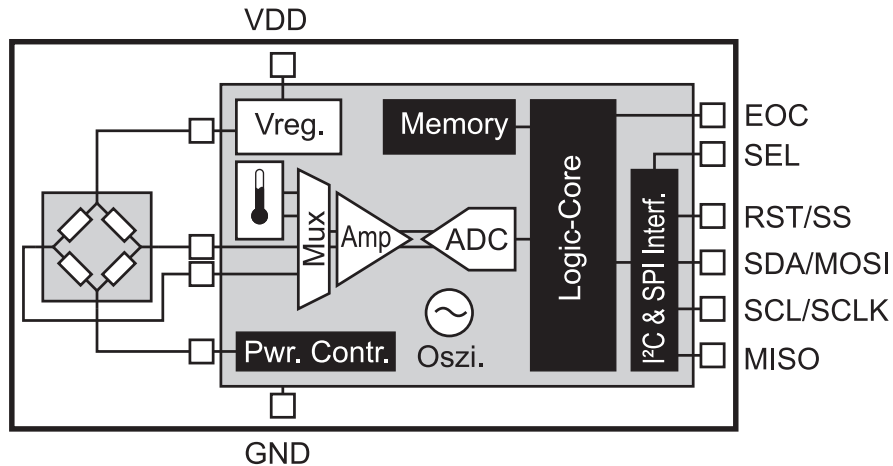 VDD
Vreg.
Memory
EOC
SEL
Mux
Amp
ADC
Logic-Core
I²C & SPI Interf.
RST/SS
SDA/MOSI
SCL/SCLK
MISO
Pwr. Contr.
Oszi.
GND